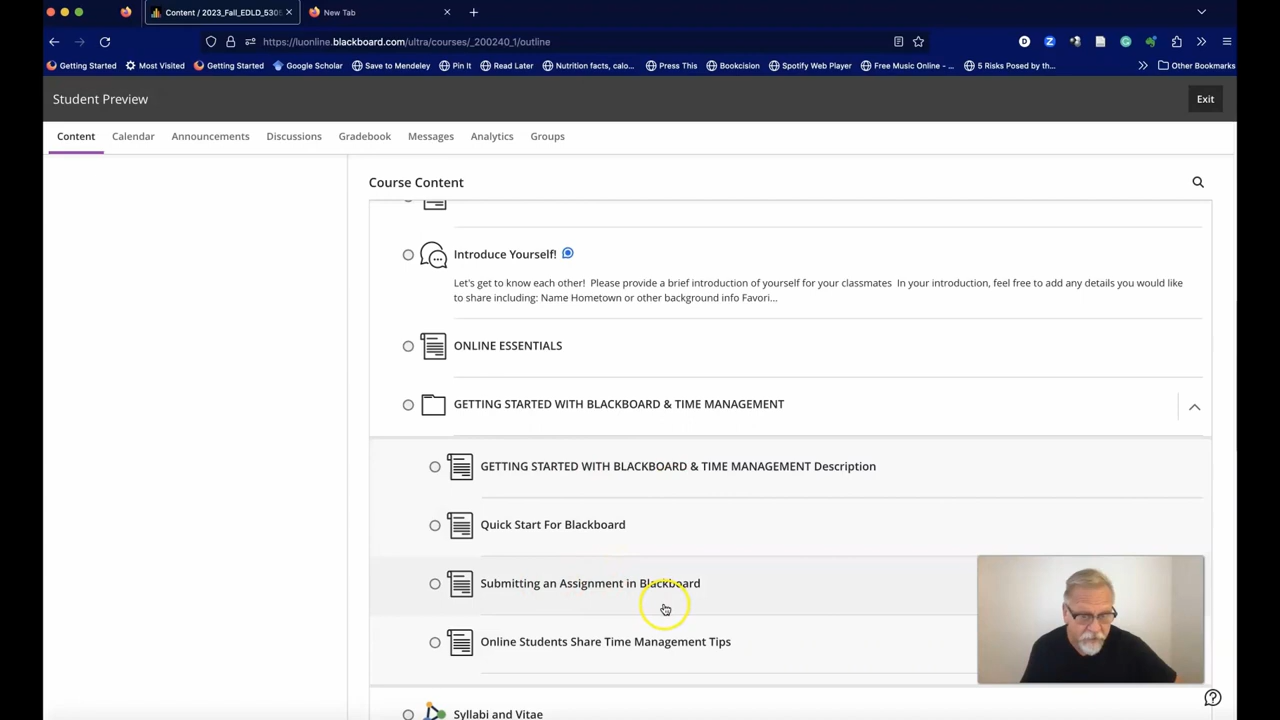 Content / 2023_Fall_EDLD_530
New Tab
https://luonline.blackboard.com/ultra/courses/_200240_1/outline
Getting Started
Most Visited
Getting Started
Google Scholar
Save to Mendeley
Pin It
Read Later
Nutrition facts, calo...
Press This
Bookcision
Spotify Web Player
Free Music Online - ...
5 Risks Posed by th...
Other Bookmarks
Student Preview
Exit
Content
Calendar
Announcements
Discussions
Gradebook
Messages
Analytics
Groups
Course Content
Introduce Yourself!
Let's get to know each other! Please provide a brief introduction of yourself for your classmates In your introduction, feel free to add any details you would like
to share including: Name Hometown or other background info Favori...
ONLINE ESSENTIALS
GETTING STARTED WITH BLACKBOARD & TIME MANAGEMENT
GETTING STARTED WITH BLACKBOARD & TIME MANAGEMENT Description
Quick Start For Blackboard
Submitting an Assignment in Blackboard
Online Students Share Time Management Tips
Syllabi and Vitae